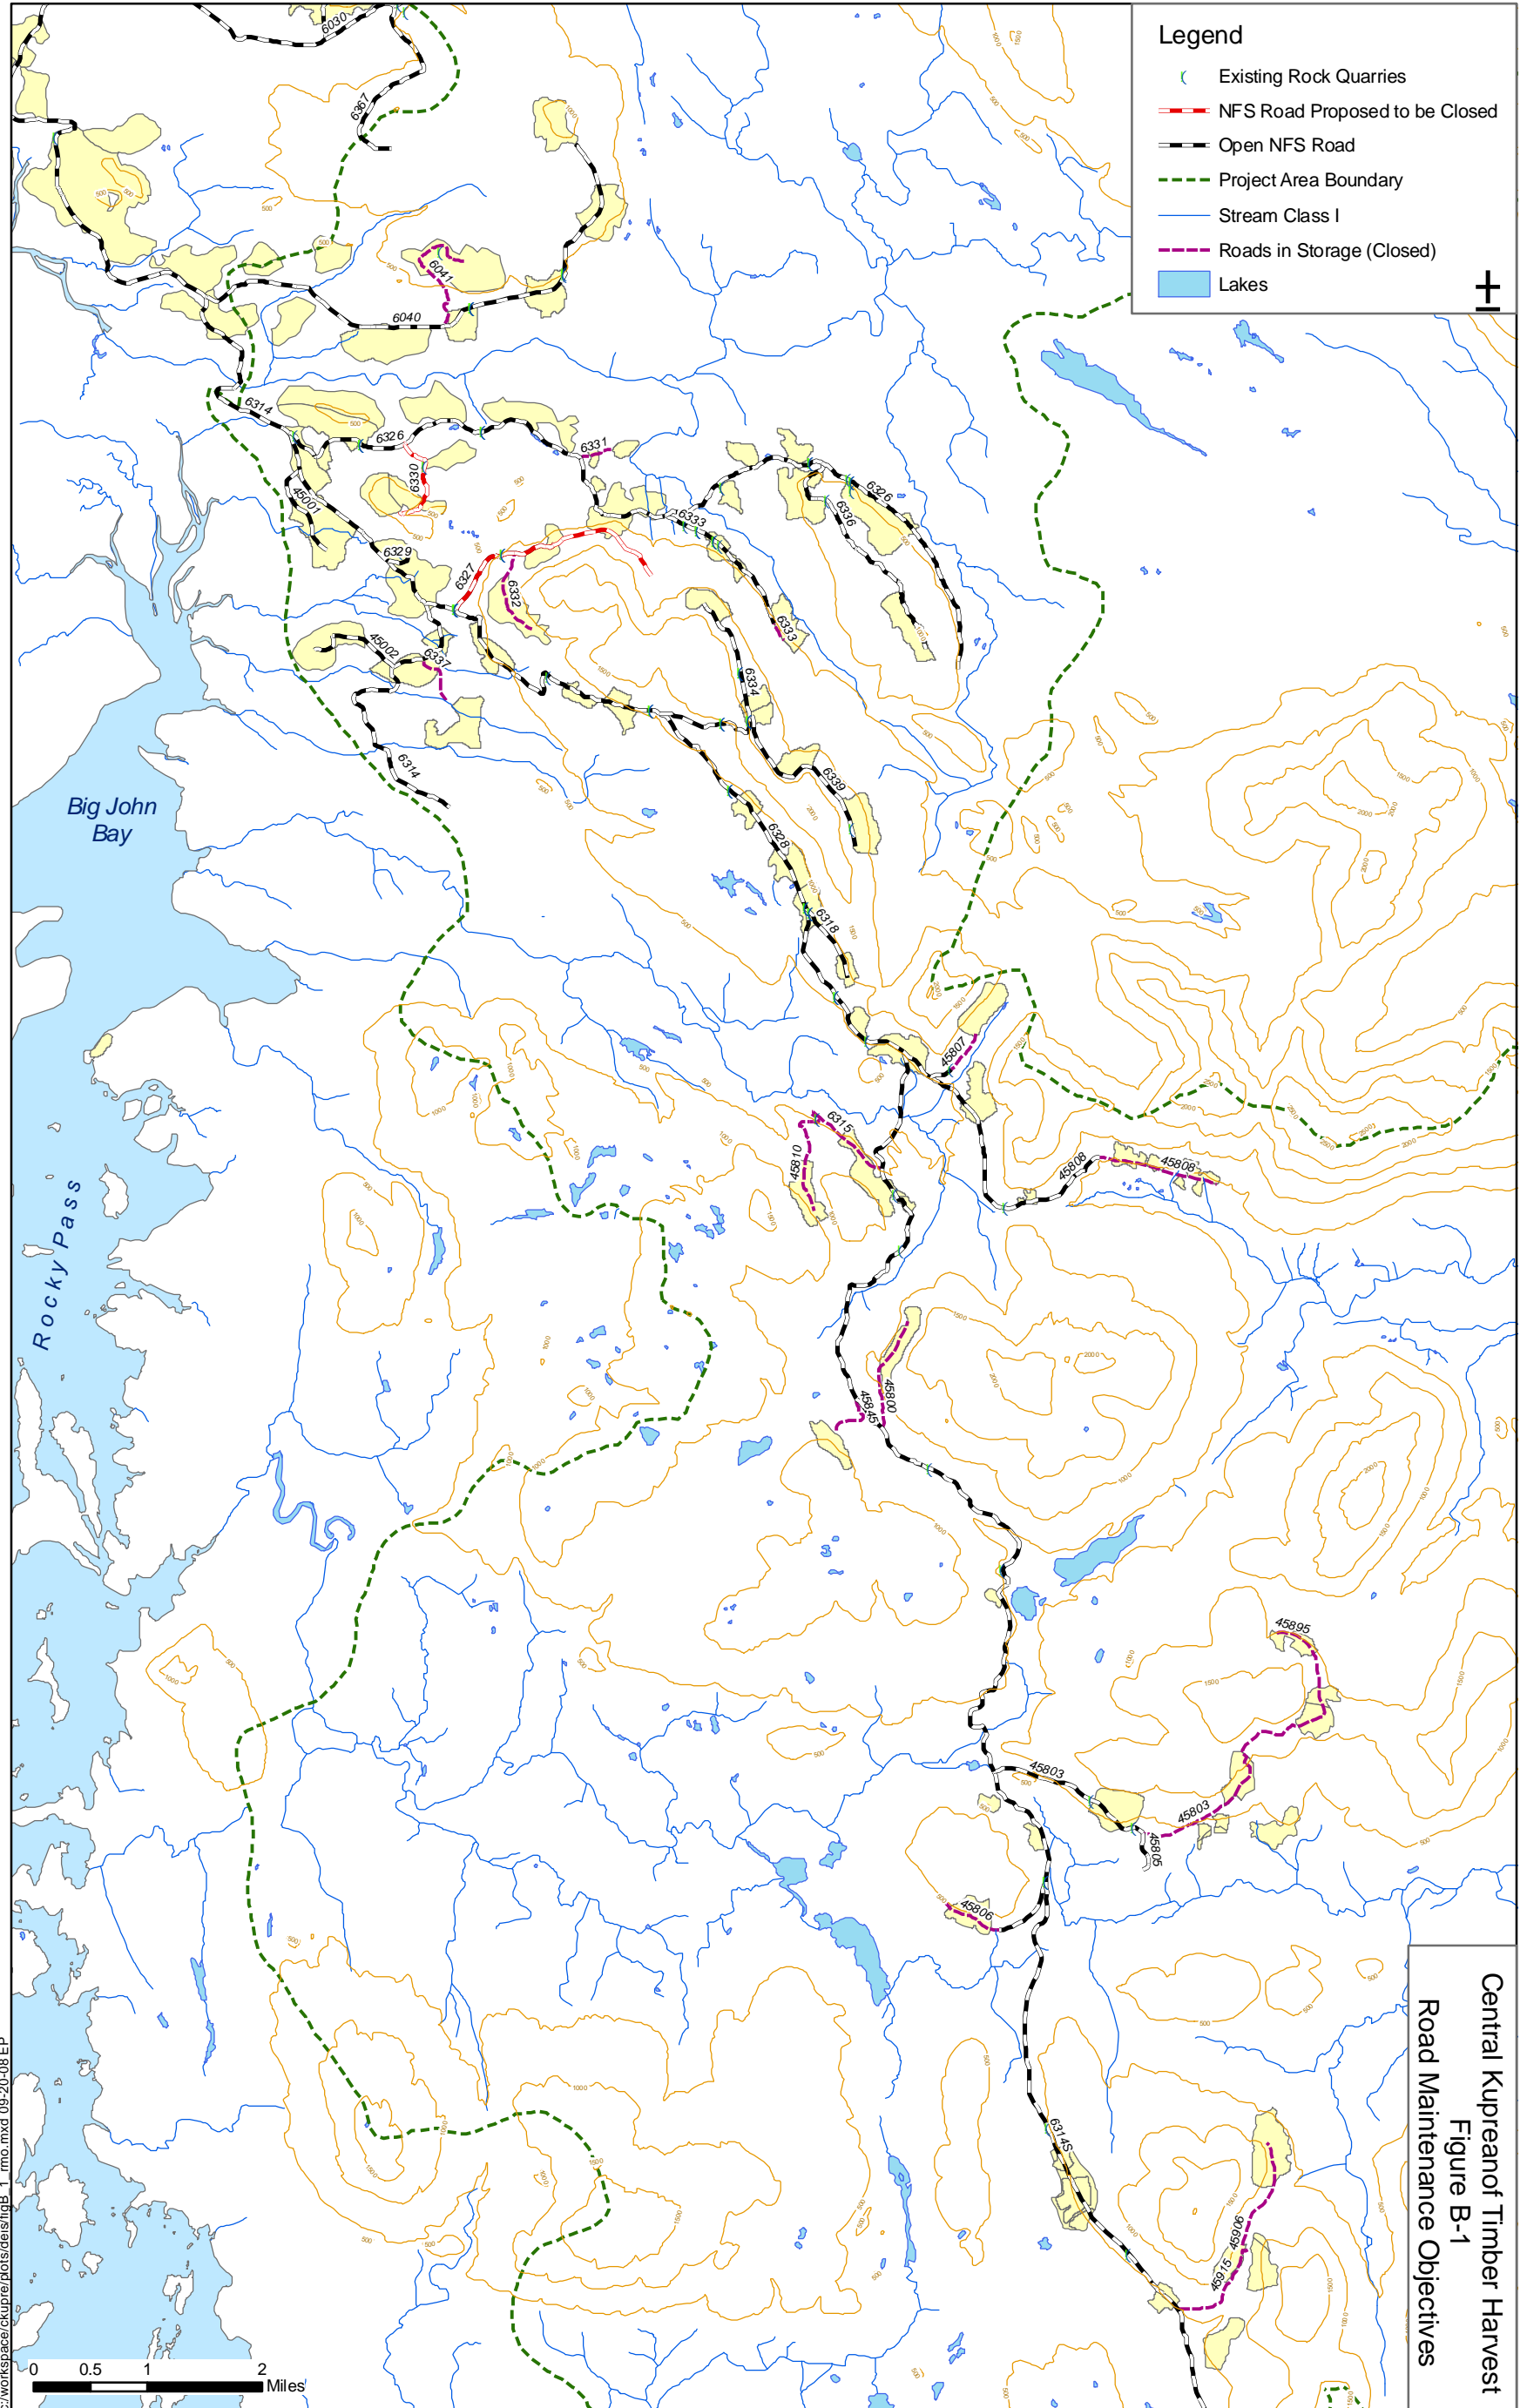 Legend
Existing Rock Quarries
NFS Road Proposed to be Closed
Open NFS Road
Project Area Boundary
Stream Class I
Roads in Storage (Closed)
Lakes
6030
6367
6041
6040
6314
6326
6331
6330
45001
6333
6326
6336
6329
6327
6332
6333
45002
6337
6334
6314
6339
Big John
Bay
6328
6318
45807
6315
45810
45808
45808
Rocky Pass
45800
45845
45895
45803
45803
45805
45806
6314S
45906
45915
Central Kupreanof Timber Harvest
Figure B-1
Road Maintenance Objectives
0 0.5 1 2
Miles